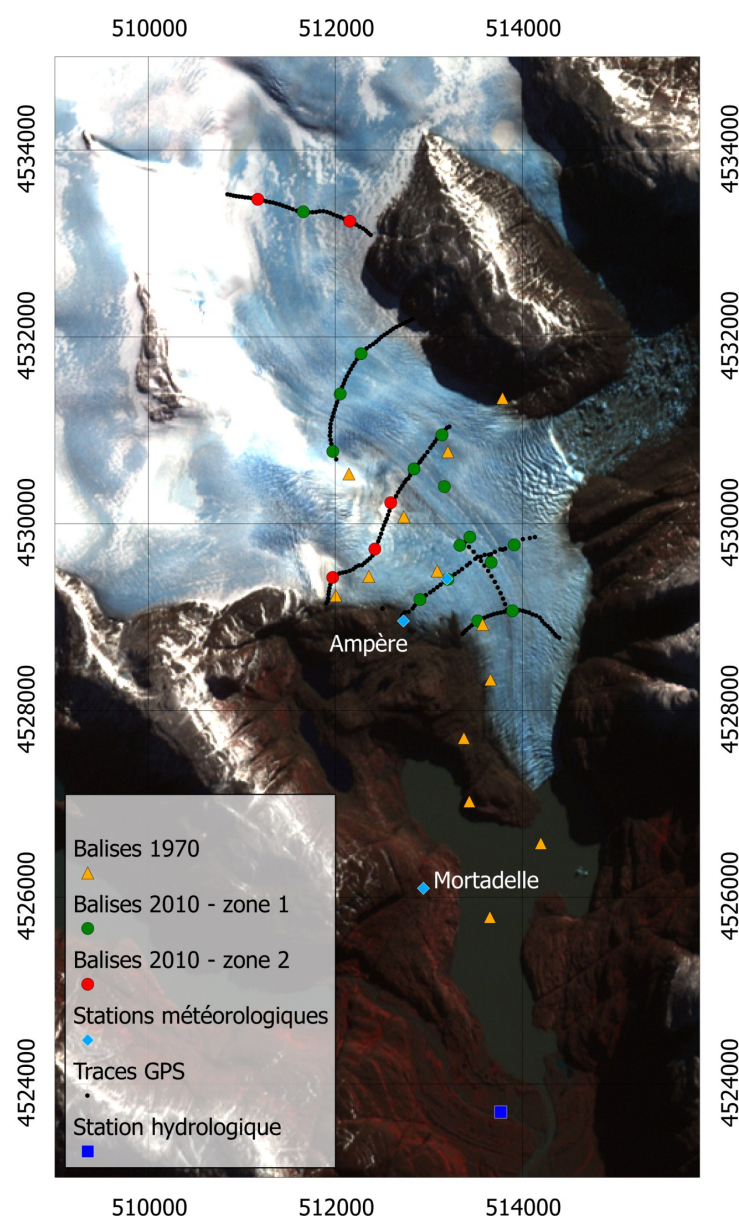 510000 512000 514000
4534000 4534000
4532000 4532000
4530000 4530000
Ampère
4528000 4528000
Balises 1970
Mortadelle
4526000 4526000
Balises 2010 - zone 1
Balises 2010 - zone 2
Stations météorologiques
4524000 4524000
Traces GPS
Station hydrologique
510000 512000 514000